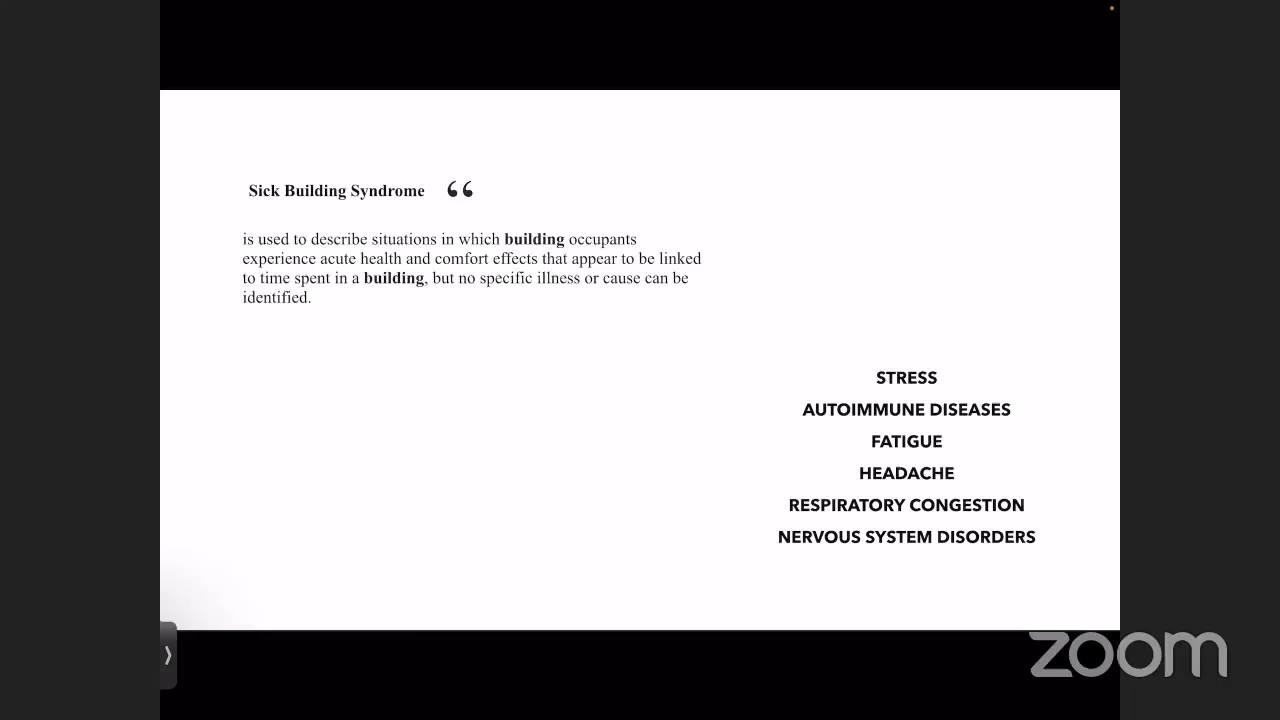 Sick Building Syndrome “
is used to describe situations in which building occupants
experience acute health and comfort effects that appear to be linked
to time spent in a building, but no specific illness or cause can be
identified.
STRESS
AUTOIMMUNE DISEASES
FATIGUE
HEADACHE
RESPIRATORY CONGESTION
NERVOUS SYSTEM DISORDERS
zoom